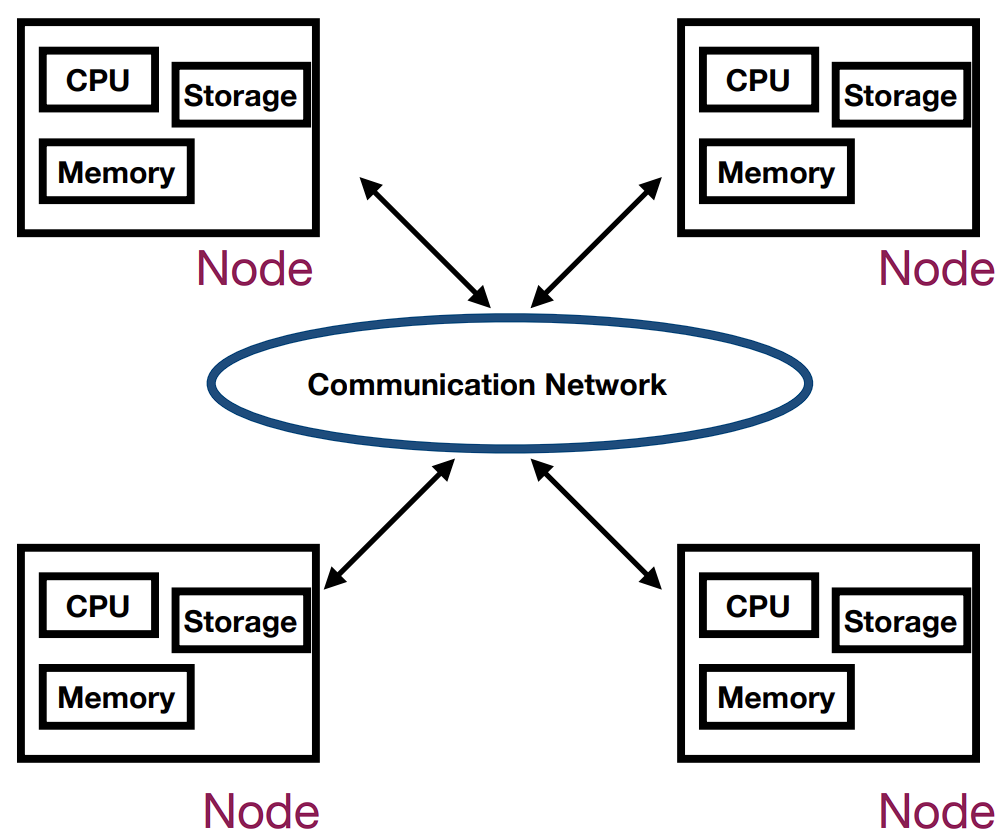 CPU
Storage
Memory
Node
CPU
Storage
Memory
Node
Communication Network
CPU
Storage
Memory
Node
CPU
Storage
Memory
Node